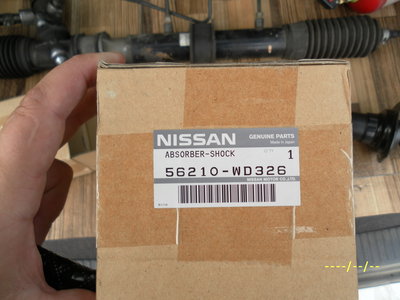 NISSAN GENUINE PARTS
Made in Japan
ABSORBER-SHOCK 1
56210-WD326
NISSAN MOTOR CO.,LTD.
----/--/--